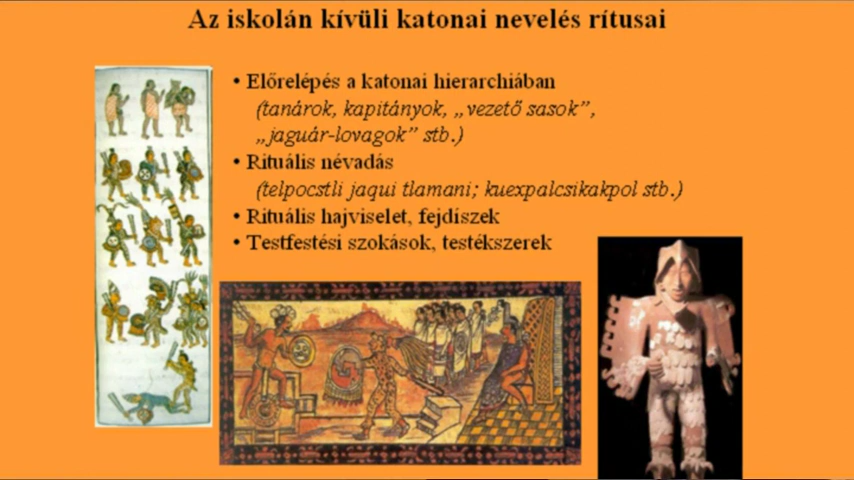 Az iskolán kívüli katonai nevelés rítusai
• Előrelépés a katonai hierarchiában
(tanárok, kapitányok, „vezető sasok”,
„jaguár-lovagok” stb.)
• Rituális névadás
(telpocstli jaqui tlamani; kuexpalcsikakpol stb.)
• Rituális hajviselet, fejdíszek
• Testfestési szokások, testékszerek